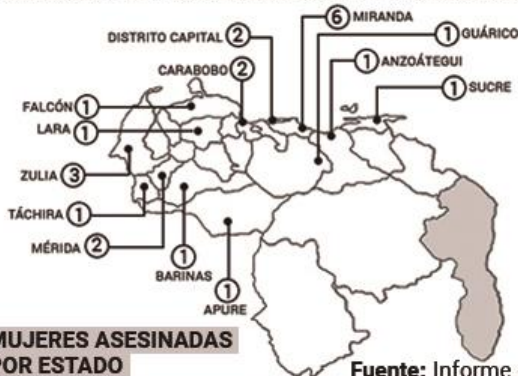 6 MIRANDA
DISTRITO CAPITAL 2
1 GUÁRICO
CARABOBO 2
1 ANZOÁTEGUI
1 SUCRE
FALCÓN 1
LARA 1
ZULIA 3
TÁCHIRA 1
MÉRIDA 2
1
BARINAS
1
APURE
MUJERES ASESINADAS
POR ESTADO
Fuente: Informe